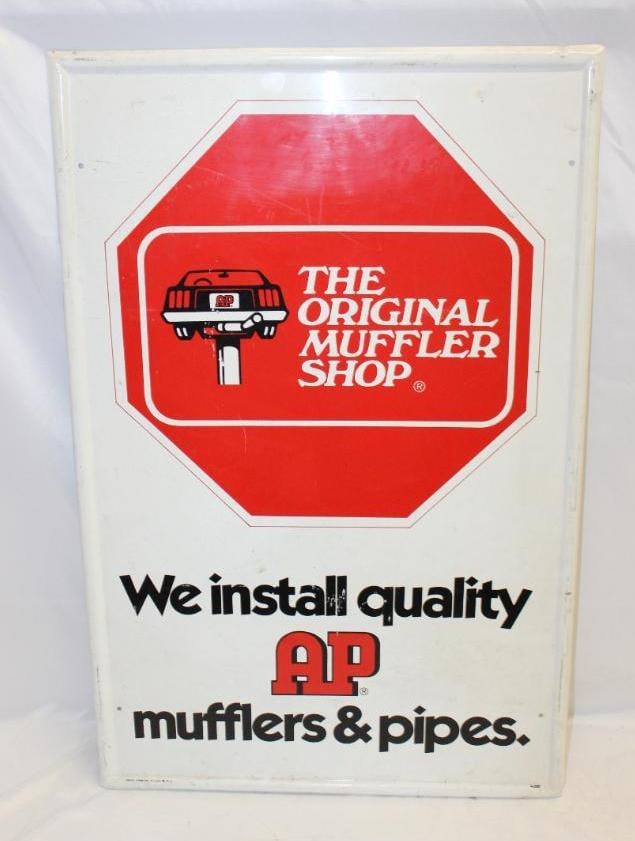 AP
THE
ORIGINAL
MUFFLER
SHOP®
We install quality
AP®
mufflers & pipes.